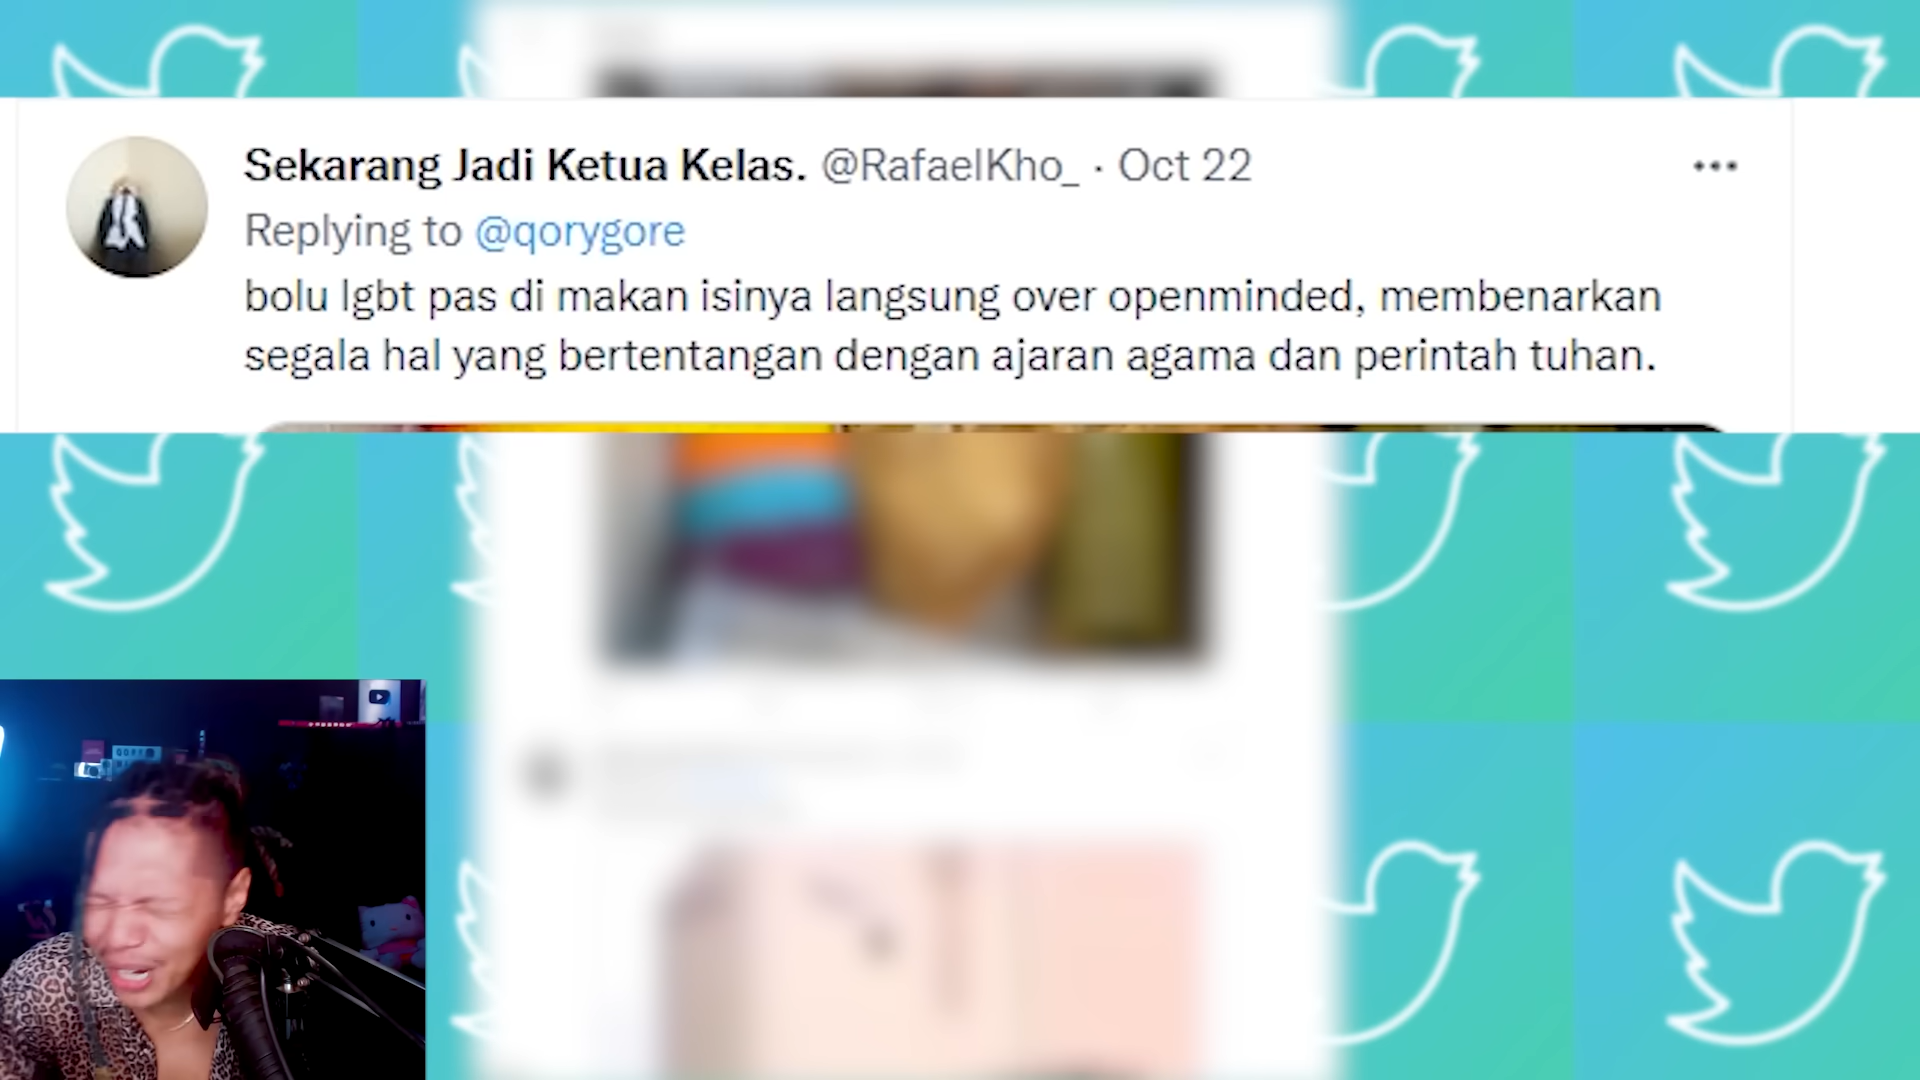 Sekarang Jadi Ketua Kelas. @RafaelKho_ · Oct 22
Replying to @qorygore
bolu lgbt pas di makan isinya langsung over openminded, membenarkan
segala hal yang bertentangan dengan ajaran agama dan perintah tuhan.